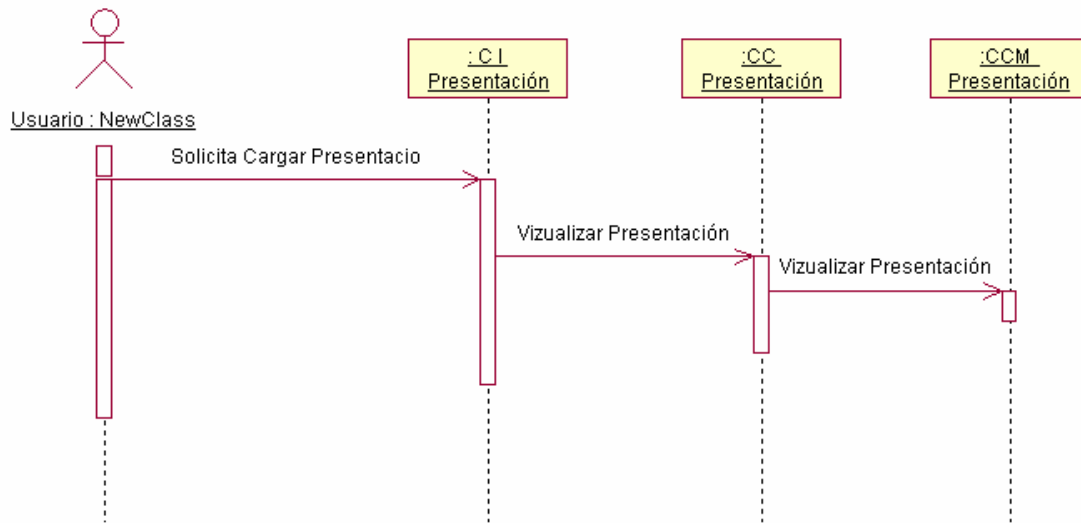 : C I
Presentación
:CC
Presentación
:CCM
Presentación
Usuario : NewClass
Solicita Cargar Presentacio
Vizualizar Presentación
Vizualizar Presentación